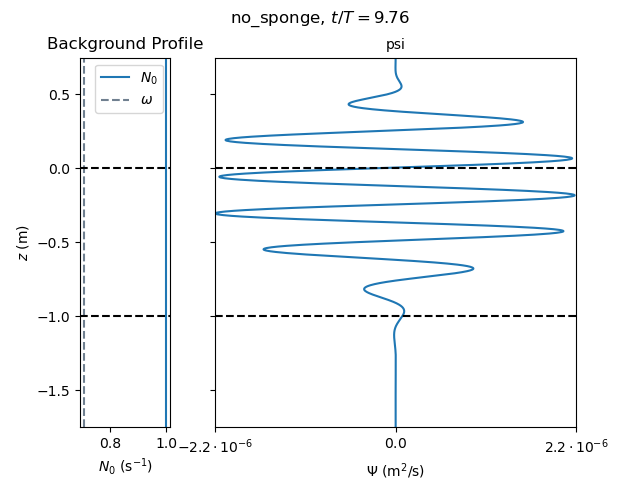 no_sponge, t/T = 9.76
Background Profile
psi
N₀
ω
0.5
0.0
−0.5
−1.0
−1.5
z (m)
0.8
1.0
N₀ (s⁻¹)
−2.2 · 10⁻⁶
0.0
2.2 · 10⁻⁶
Ψ (m²/s)